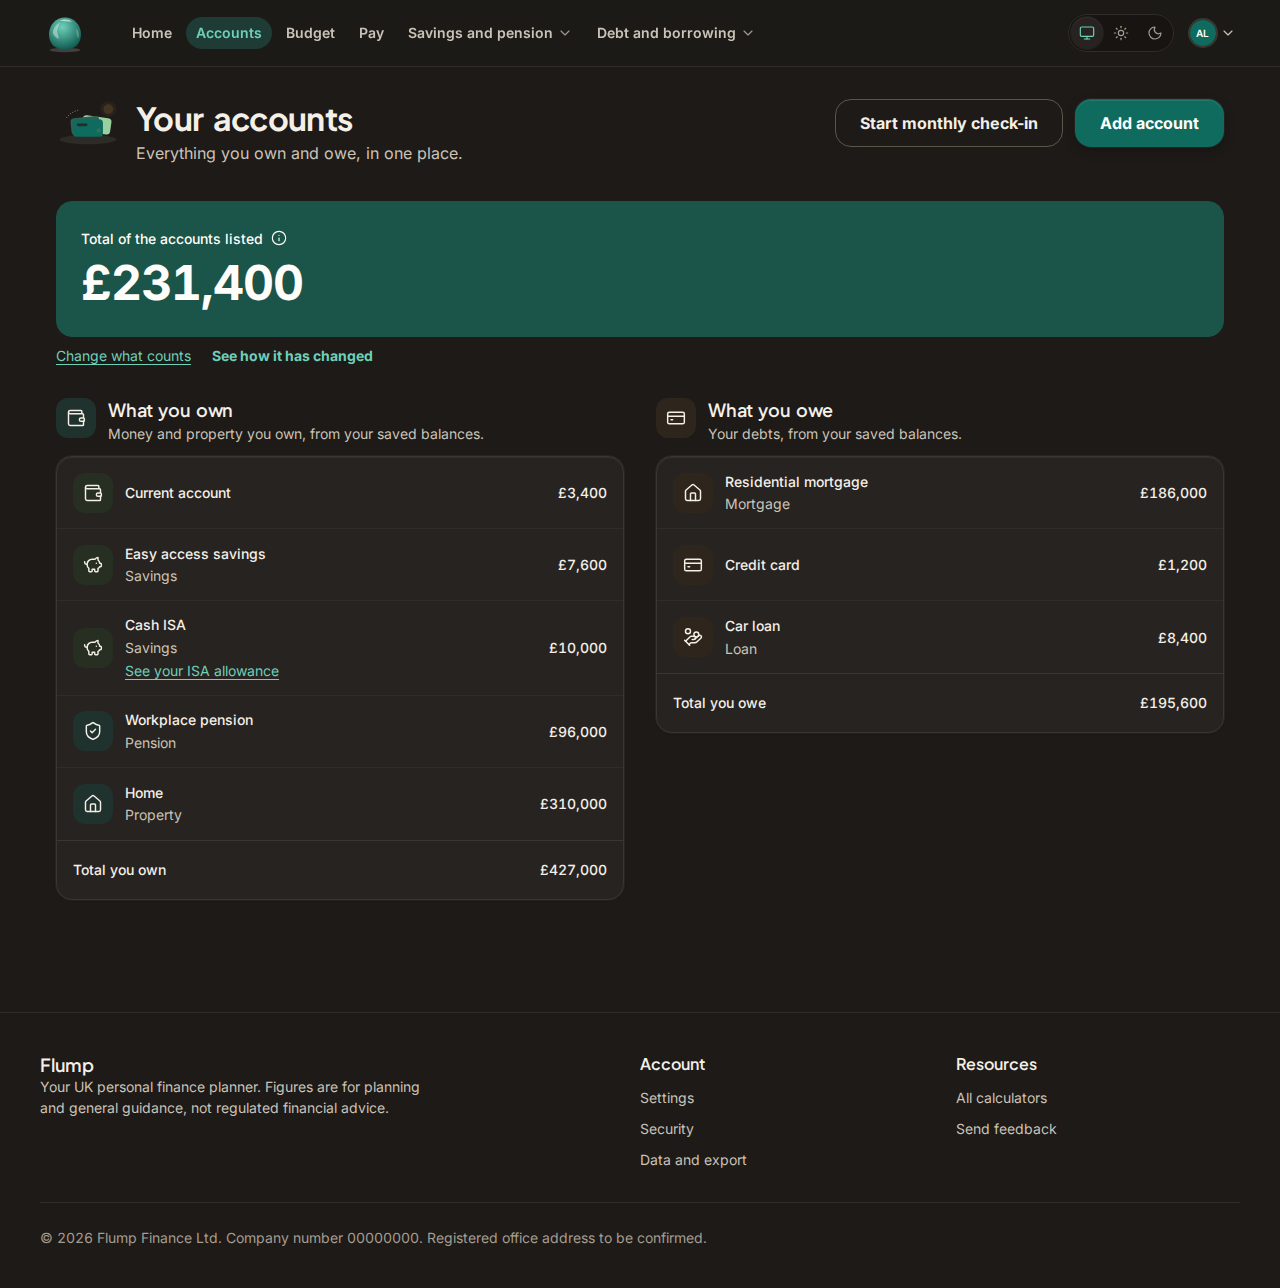 Home
Accounts
Budget
Pay
Savings and pension
Debt and borrowing
AL
Your accounts
Everything you own and owe, in one place.
Start monthly check-in
Add account
Total of the accounts listed
£231,400
Change what counts
See how it has changed
What you own
Money and property you own, from your saved balances.
Current account
£3,400
Easy access savings
Savings
£7,600
Cash ISA
Savings
See your ISA allowance
£10,000
Workplace pension
Pension
£96,000
Home
Property
£310,000
Total you own
£427,000
What you owe
Your debts, from your saved balances.
Residential mortgage
Mortgage
£186,000
Credit card
£1,200
Car loan
Loan
£8,400
Total you owe
£195,600
Flump
Your UK personal finance planner. Figures are for planning
and general guidance, not regulated financial advice.
Account
Settings
Security
Data and export
Resources
All calculators
Send feedback
© 2026 Flump Finance Ltd. Company number 00000000. Registered office address to be confirmed.